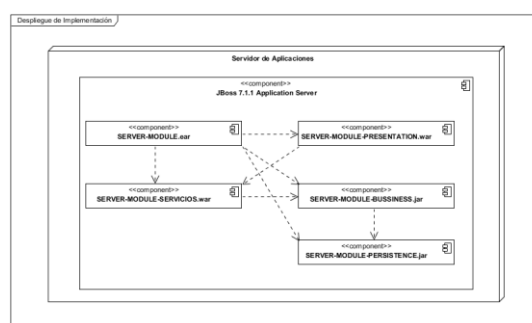 Despliegue de Implementación
Servidor de Aplicaciones
<<component>>
JBoss 7.1.1 Application Server
<<component>>
SERVER-MODULE.ear
<<component>>
SERVER-MODULE-PRESENTATION.war
<<component>>
SERVER-MODULE-SERVICIOS.war
<<component>>
SERVER-MODULE-BUSSINESS.jar
<<component>>
SERVER-MODULE-PERSISTENCE.jar